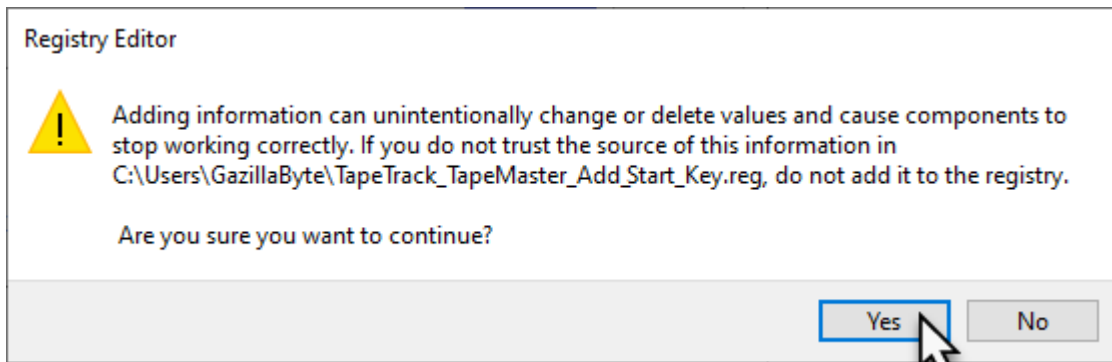 Registry Editor
Adding information can unintentionally change or delete values and cause components to
stop working correctly. If you do not trust the source of this information in
C:\Users\GazillaByte\TapeTrack_TapeMaster_Add_Start_Key.reg, do not add it to the registry.
Are you sure you want to continue?
Yes No